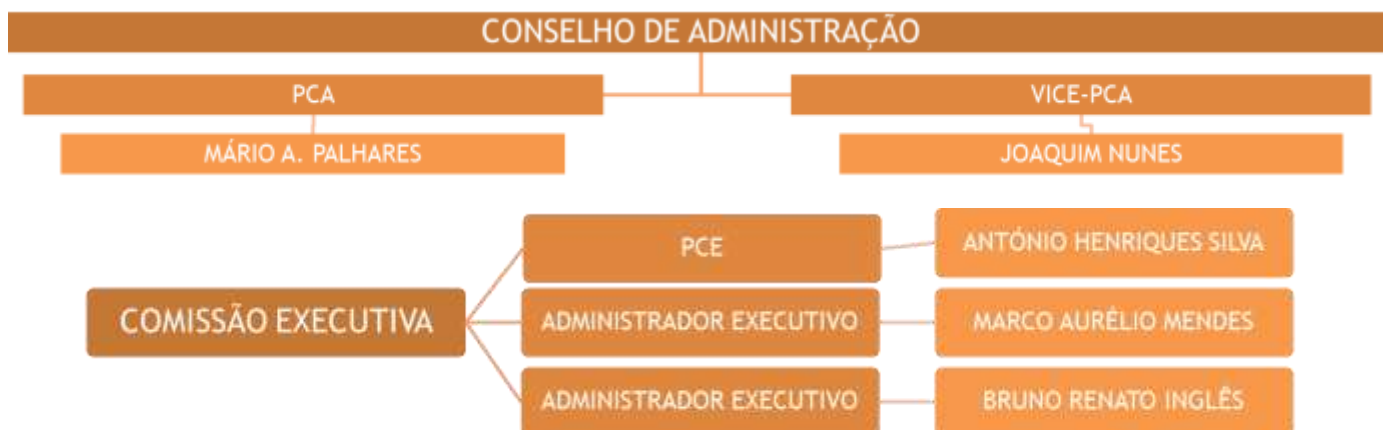 CONSELHO DE ADMINISTRAÇÃO
PCA
VICE-PCA
MÁRIO A. PALHARES
JOAQUIM NUNES
PCE
ANTÓNIO HENRIQUES SILVA
COMISSÃO EXECUTIVA
ADMINISTRADOR EXECUTIVO
MARCO AURÉLIO MENDES
ADMINISTRADOR EXECUTIVO
BRUNO RENATO INGLÊS